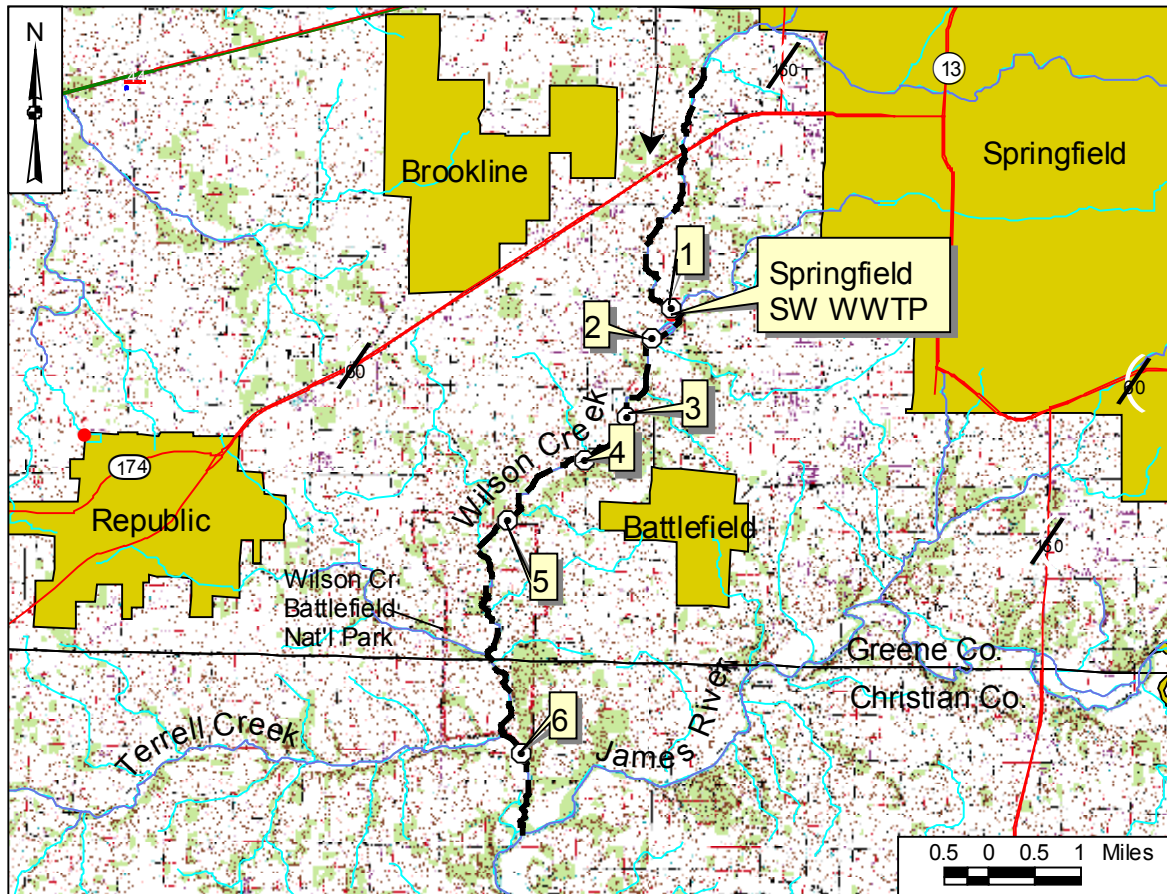 N
44
160
13
Brookline
Springfield
1
Springfield
SW WWTP
2
60
60
3
Wilson Creek
4
174
Republic
Battlefield
160
5
Wilson Cr
Battlefield
Nat'l Park
Greene Co.
Christian Co.
6
James River
Terrell Creek
0.5 0 0.5 1 Miles